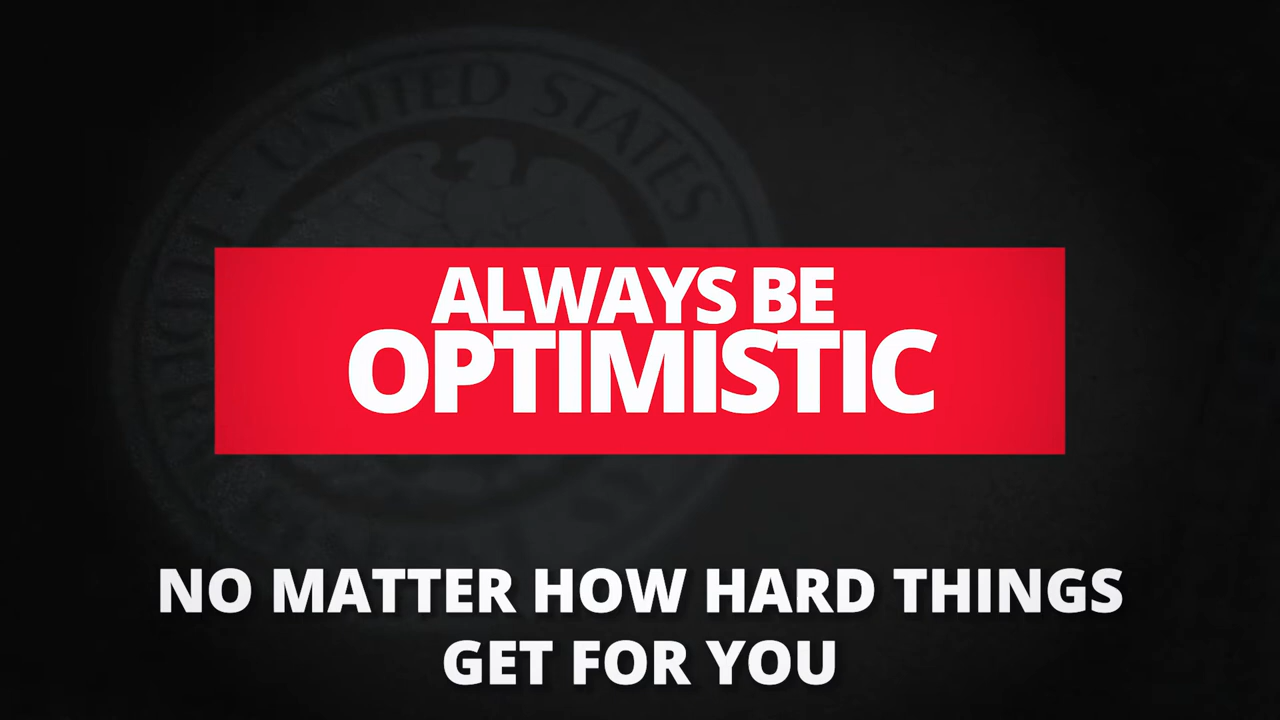 UNITED STATES
ALWAYS BE
OPTIMISTIC
NO MATTER HOW HARD THINGS
GET FOR YOU